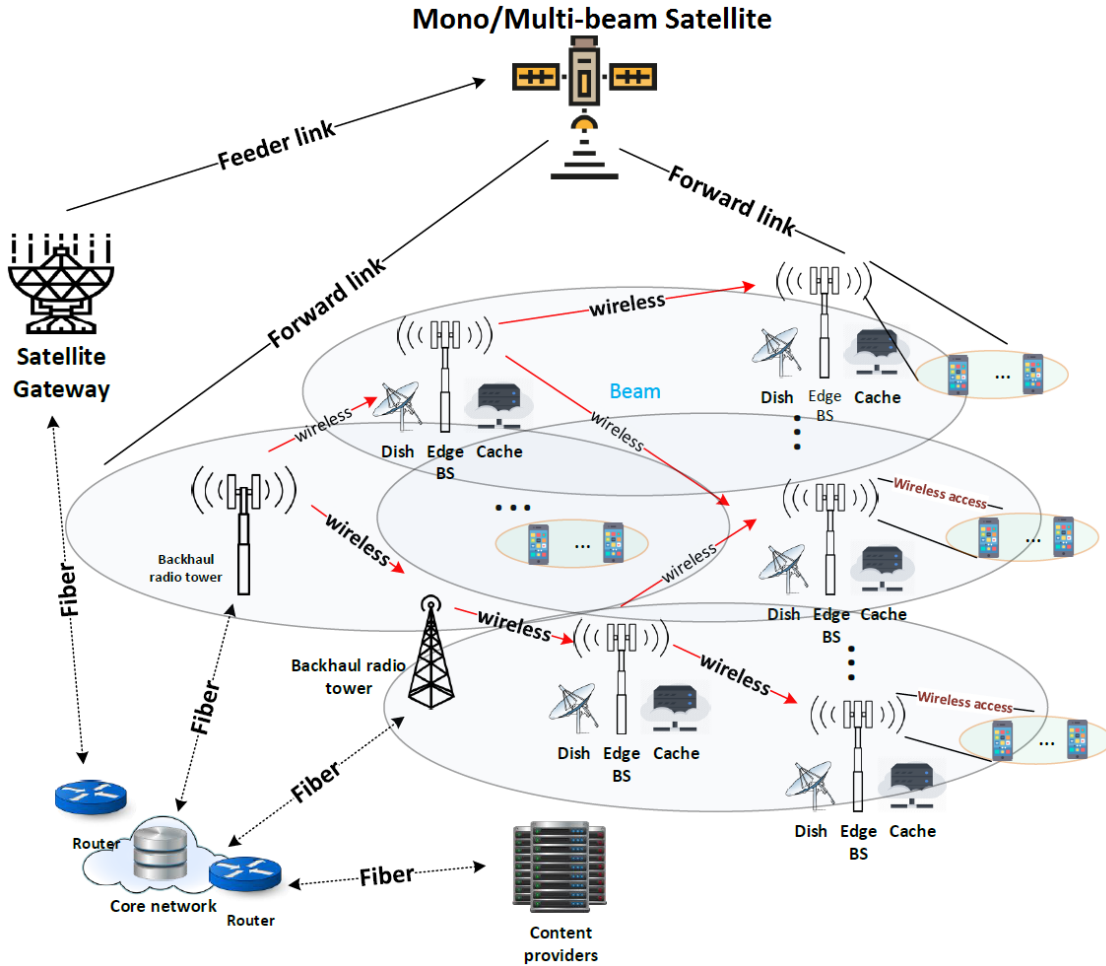 Mono/Multi-beam Satellite
Feeder link
Forward link
Forward link
Satellite
Gateway
wireless
Beam
Dish
Edge
BS
Cache
wireless
wireless
Dish
Edge
BS
Cache
...
...
Backhaul
radio tower
wireless
...
...
wireless
Wireless access
Dish
Edge
BS
Cache
...
Fiber
Backhaul radio
tower
wireless
wireless
Dish
Edge
BS
Cache
Wireless access
Dish
Edge
BS
Cache
...
Fiber
Fiber
Router
Core network
Router
Fiber
Content
providers